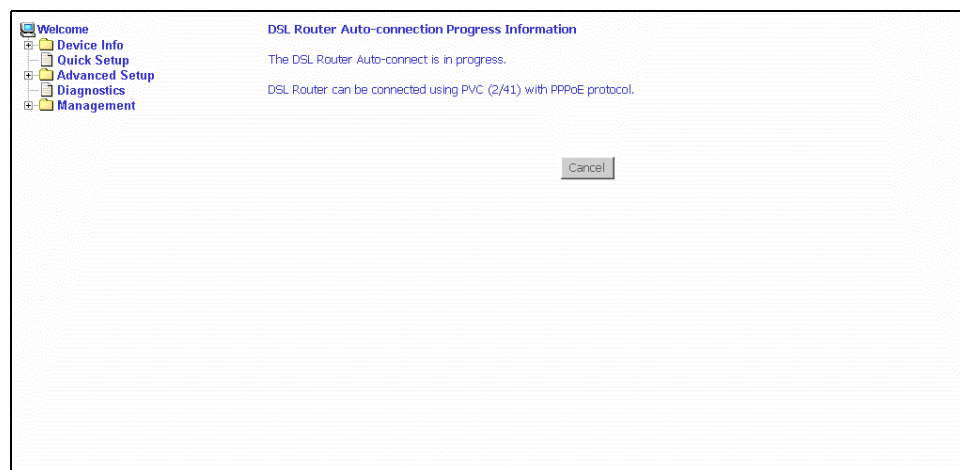 Welcome
Device Info
Quick Setup
Advanced Setup
Diagnostics
Management
DSL Router Auto-connection Progress Information
The DSL Router Auto-connect is in progress.
DSL Router can be connected using PVC (2/41) with PPPoE protocol.
Cancel